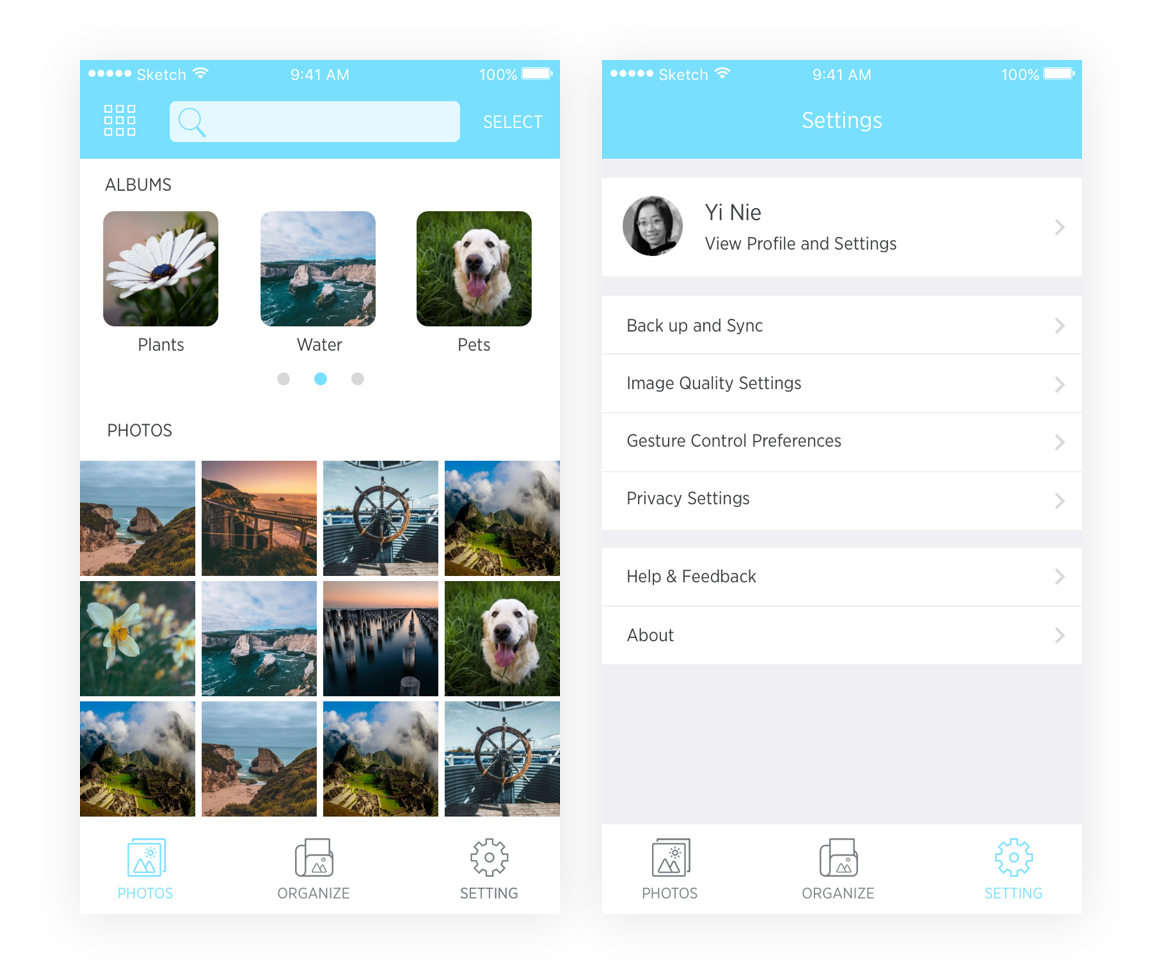 Sketch 9:41 AM 100%
SELECT
ALBUMS
Plants Water Pets
PHOTOS
PHOTOS ORGANIZE SETTING
Sketch 9:41 AM 100%
Settings
Yi Nie
View Profile and Settings
Back up and Sync
Image Quality Settings
Gesture Control Preferences
Privacy Settings
Help & Feedback
About
PHOTOS ORGANIZE SETTING